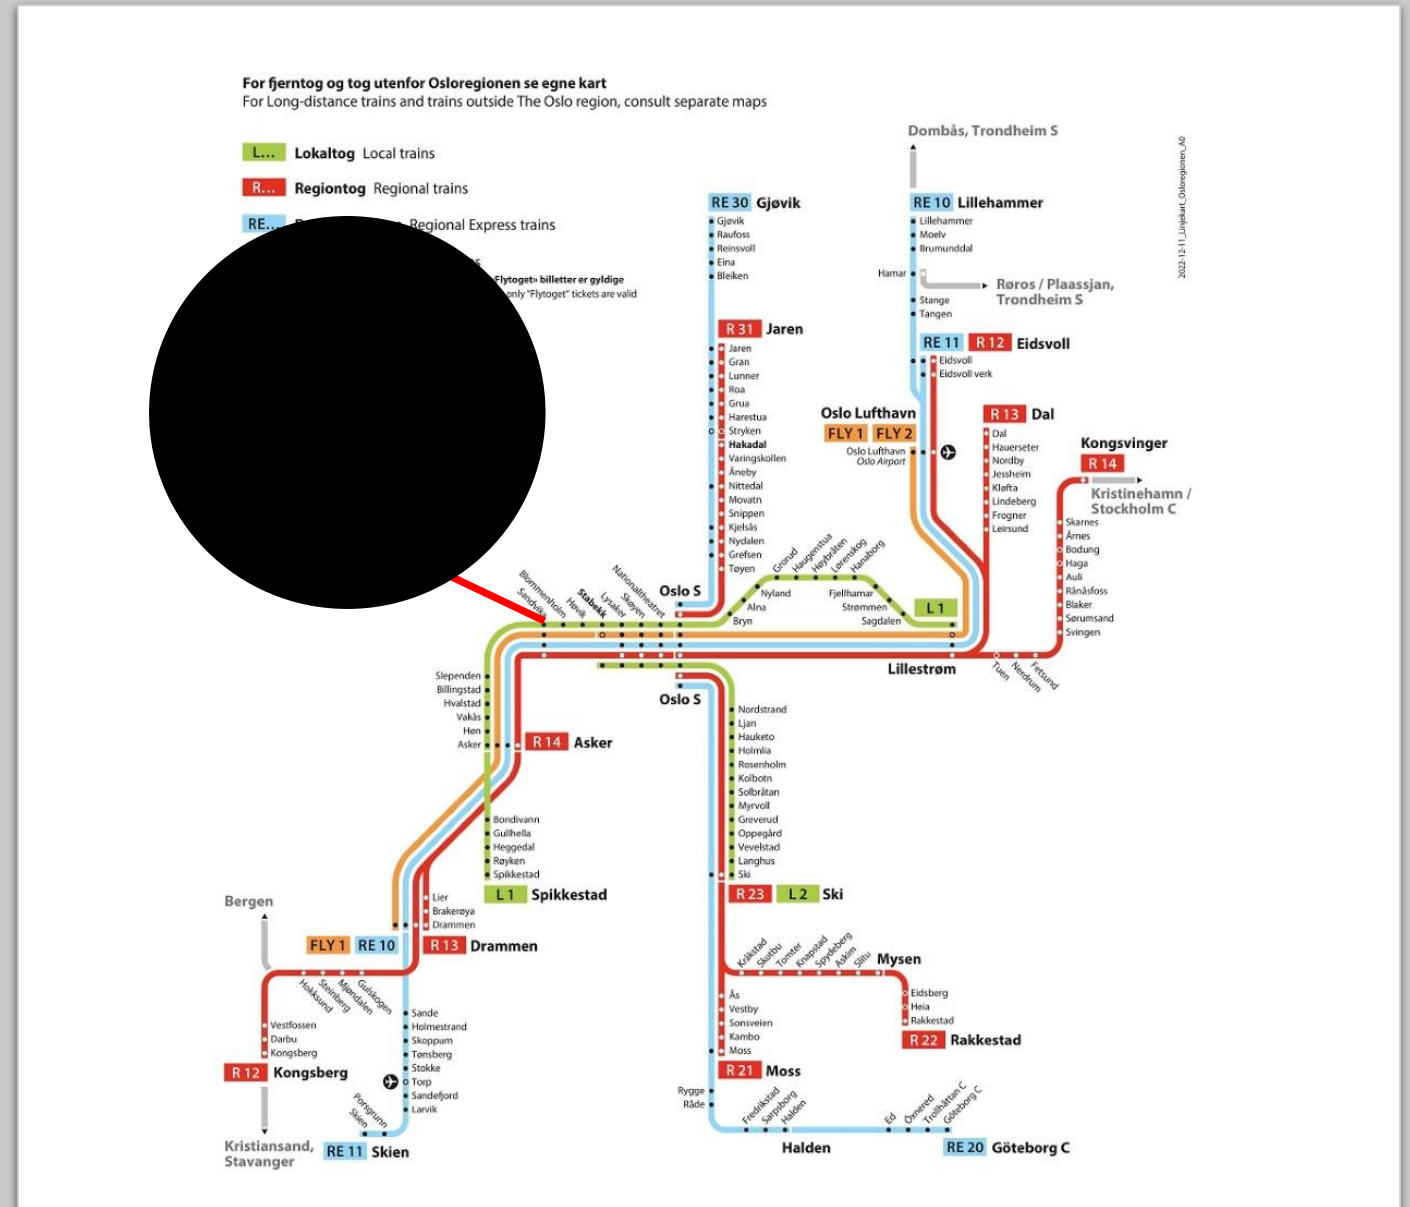 For fjerntog og tog utenfor Osloregionen se egne kart
For Long-distance trains and trains outside The Oslo region, consult separate maps
L... Lokaltog Local trains
R... Regiontog Regional trains
RE... Regional Express trains
Flytoget» billetter er gyldige
only "Flytoget" tickets are valid
2022-12-11_Linjekart_Osloregionen_A0
Dombås, Trondheim S
RE 10 Lillehammer
Lillehammer
Moelv
Brumunddal
Hamar
Røros / Plaassjan,
Trondheim S
Stange
Tangen
RE 11 R 12 Eidsvoll
Eidsvoll
Eidsvoll verk
RE 30 Gjøvik
Gjøvik
Raufoss
Reinsvoll
Eina
Bleiken
R 31 Jaren
Jaren
Gran
Lunner
Roa
Grua
Harestua
Stryken
Hakadal
Varingskollen
Åneby
Nittedal
Movatn
Snippen
Kjelsås
Nydalen
Grefsen
Tøyen
Oslo S
Oslo Lufthavn
FLY 1 FLY 2
Oslo Lufthavn
Oslo Airport
R 13 Dal
Dal
Hauerseter
Nordby
Jessheim
Kløfta
Lindeberg
Frogner
Leirsund
Kongsvinger
R 14
Kristinehamn /
Stockholm C
Skarnes
Årnes
Bodung
Haga
Auli
Rånåsfoss
Blaker
Sørumsand
Svingen
Fetsund
Nerdrum
Tuen
Lillestrøm
L 1
Grorud
Haugenstua
Høybråten
Lørenskog
Hanaborg
Nyland
Alna
Bryn
Fjellhamar
Strømmen
Sagdalen
Sandvika
Blommenholm
Høvik
Stabekk
Lysaker
Skøyen
Nationaltheatret
Slependen
Billingstad
Hvalstad
Vakås
Høn
Asker
R 14 Asker
Bondivann
Gullhella
Heggedal
Røyken
Spikkestad
L 1 Spikkestad
Lier
Brakerøya
Drammen
FLY 1 RE 10 R 13 Drammen
Bergen
Hokksund
Steinberg
Mjøndalen
Gulskogen
Vestfossen
Darbu
Kongsberg
R 12 Kongsberg
Kristiansand,
Stavanger
Sande
Holmestrand
Skoppum
Tønsberg
Stokke
Torp
Sandefjord
Larvik
Porsgrunn
Skien
RE 11 Skien
Oslo S
Nordstrand
Ljan
Hauketo
Holmlia
Rosenholm
Kolbotn
Solbråtan
Myrvoll
Greverud
Oppegård
Vevelstad
Langhus
Ski
R 23 L 2 Ski
Kråkstad
Skotbu
Tomter
Knapstad
Spydeberg
Askim
Slitu
Mysen
Eidsberg
Heia
Rakkestad
R 22 Rakkestad
Ås
Vestby
Sonsveien
Kambo
Moss
R 21 Moss
Rygge
Råde
Fredrikstad
Sarpsborg
Halden
Halden
Ed
Öxnered
Trollhättan C
Göteborg C
RE 20 Göteborg C